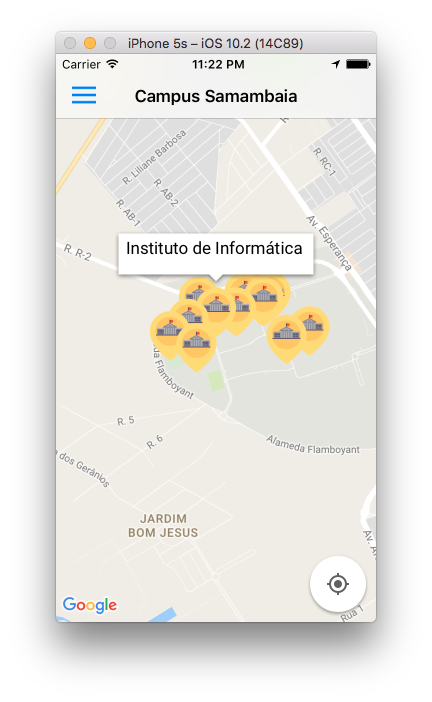 iPhone 5s – iOS 10.2 (14C89)
Carrier 11:22 PM
Campus Samambaia
R. Liliane Barbosa
R. RC-1
R. AB-2
R. AB-1
Av. Esperança
R. R-2
Instituto de Informática
da Flamboyant
R. 5
R. 6
Alameda Flamboyant
a dos Gerânios
JARDIM
BOM JESUS
Av. An
Google
Rua 1